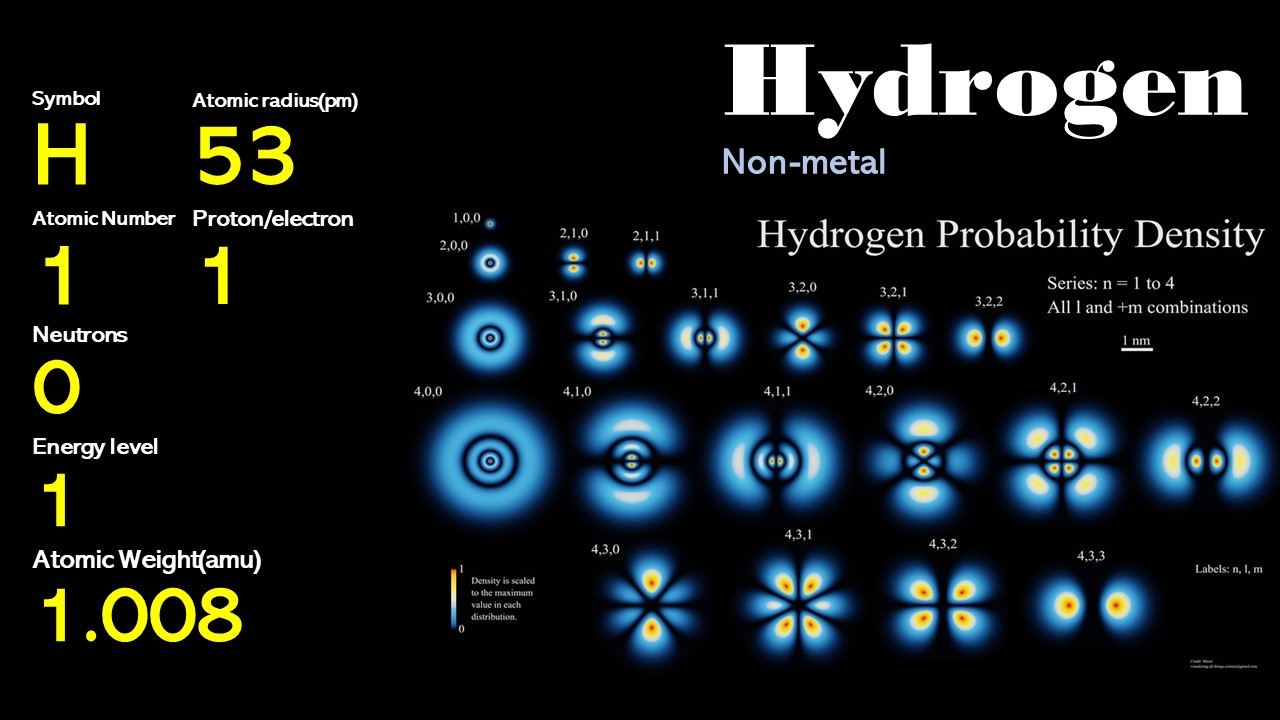 Hydrogen
Non-metal
Symbol
H
Atomic radius(pm)
53
Atomic Number
1
Proton/electron
1
Neutrons
0
Energy level
1
Atomic Weight(amu)
1.008
Hydrogen Probability Density
Series: n = 1 to 4
All l and +m combinations
1 nm
1,0,0
2,0,0
2,1,0
2,1,1
3,0,0
3,1,0
3,1,1
3,2,0
3,2,1
3,2,2
4,0,0
4,1,0
4,1,1
4,2,0
4,2,1
4,2,2
4,3,0
4,3,1
4,3,2
4,3,3
1
0
Density is scaled
to the maximum
value in each
distribution.
Labels: n, l, m